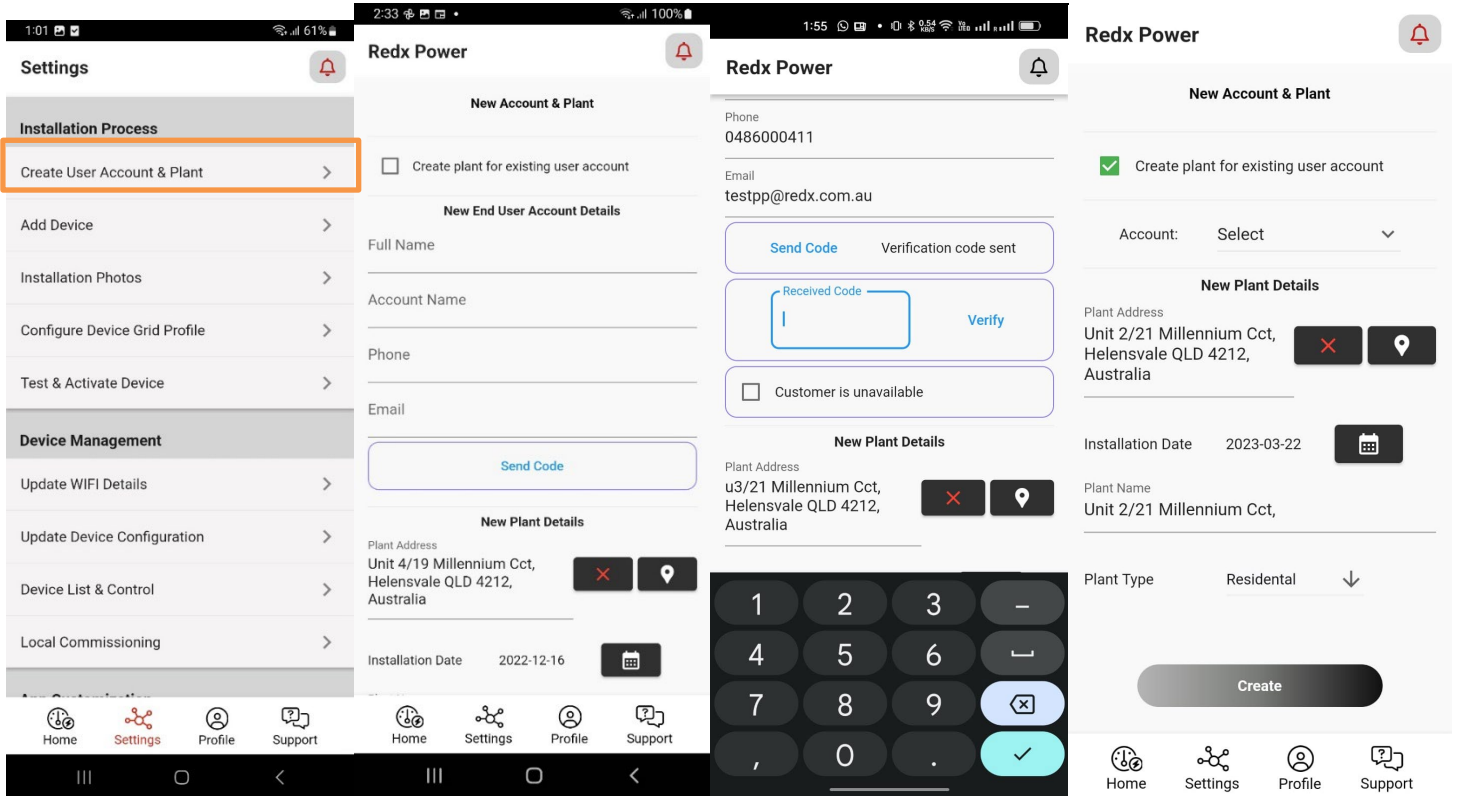 1:01
61%
Settings
Installation Process
Create User Account & Plant
Add Device
Installation Photos
Configure Device Grid Profile
Test & Activate Device
Device Management
Update WIFI Details
Update Device Configuration
Device List & Control
Local Commissioning
Home Settings Profile Support
2:33
100%
Redx Power
New Account & Plant
Create plant for existing user account
New End User Account Details
Full Name
Account Name
Phone
Email
Send Code
New Plant Details
Plant Address
Unit 4/19 Millennium Cct,
Helensvale QLD 4212,
Australia
Installation Date 2022-12-16
Home Settings Profile Support
1:55 0.54 KB/S
Redx Power
Phone
0486000411
Email
testpp@redx.com.au
Send Code Verification code sent
Received Code
Verify
Customer is unavailable
New Plant Details
Plant Address
u3/21 Millennium Cct,
Helensvale QLD 4212,
Australia
1 2 3 –
4 5 6
7 8 9
, 0 .
Redx Power
New Account & Plant
Create plant for existing user account
Account: Select
New Plant Details
Plant Address
Unit 2/21 Millennium Cct,
Helensvale QLD 4212,
Australia
Installation Date 2023-03-22
Plant Name
Unit 2/21 Millennium Cct,
Plant Type Residental
Create
Home Settings Profile Support